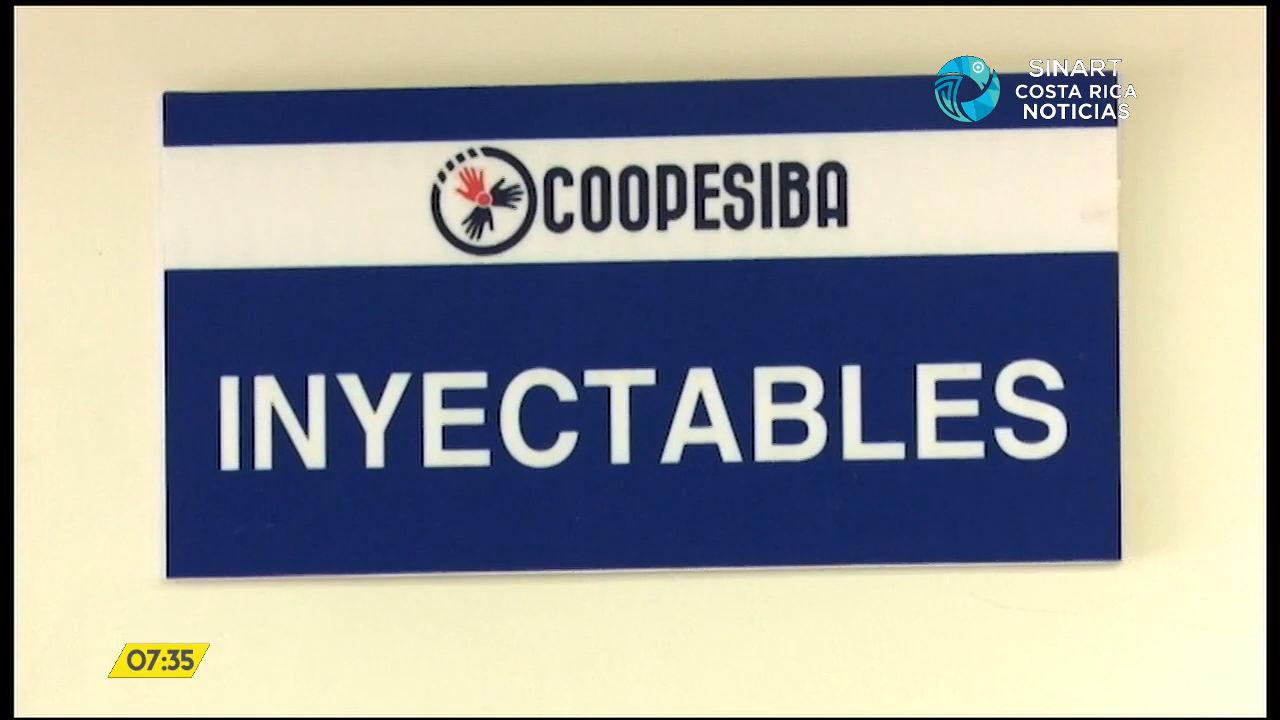 SINART
COSTA RICA
NOTICIAS
COOPESIBA
INYECTABLES
07:35